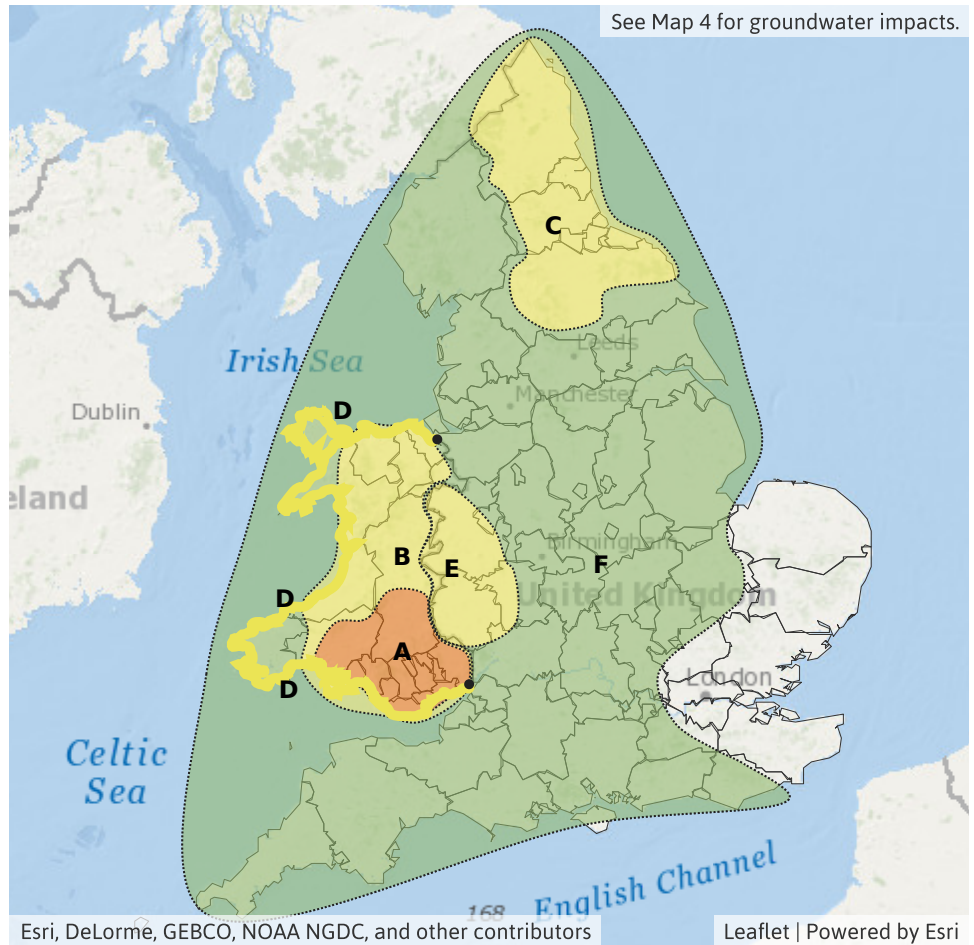 See Map 4 for groundwater impacts.
C
Leeds
Irish Sea
Manchester
D
Dublin
eland
Birmingham
B
E
F
D
United Kingdom
A
London
D
Celtic
Sea
English Channel
168
Esri, DeLorme, GEBCO, NOAA NGDC, and other contributors
Leaflet | Powered by Esri